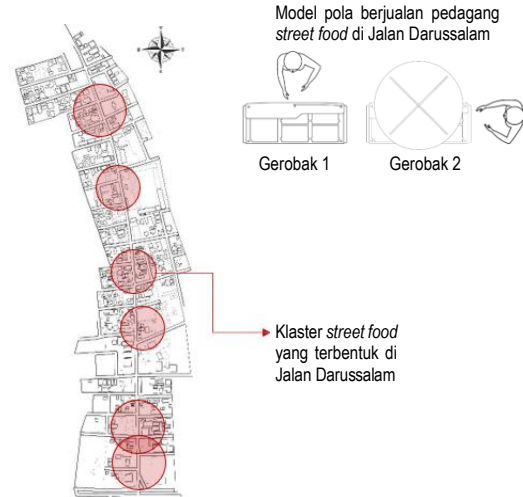 Model pola berjualan pedagang
street food di Jalan Darussalam
Gerobak 1
Gerobak 2
Klaster street food
yang terbentuk di
Jalan Darussalam